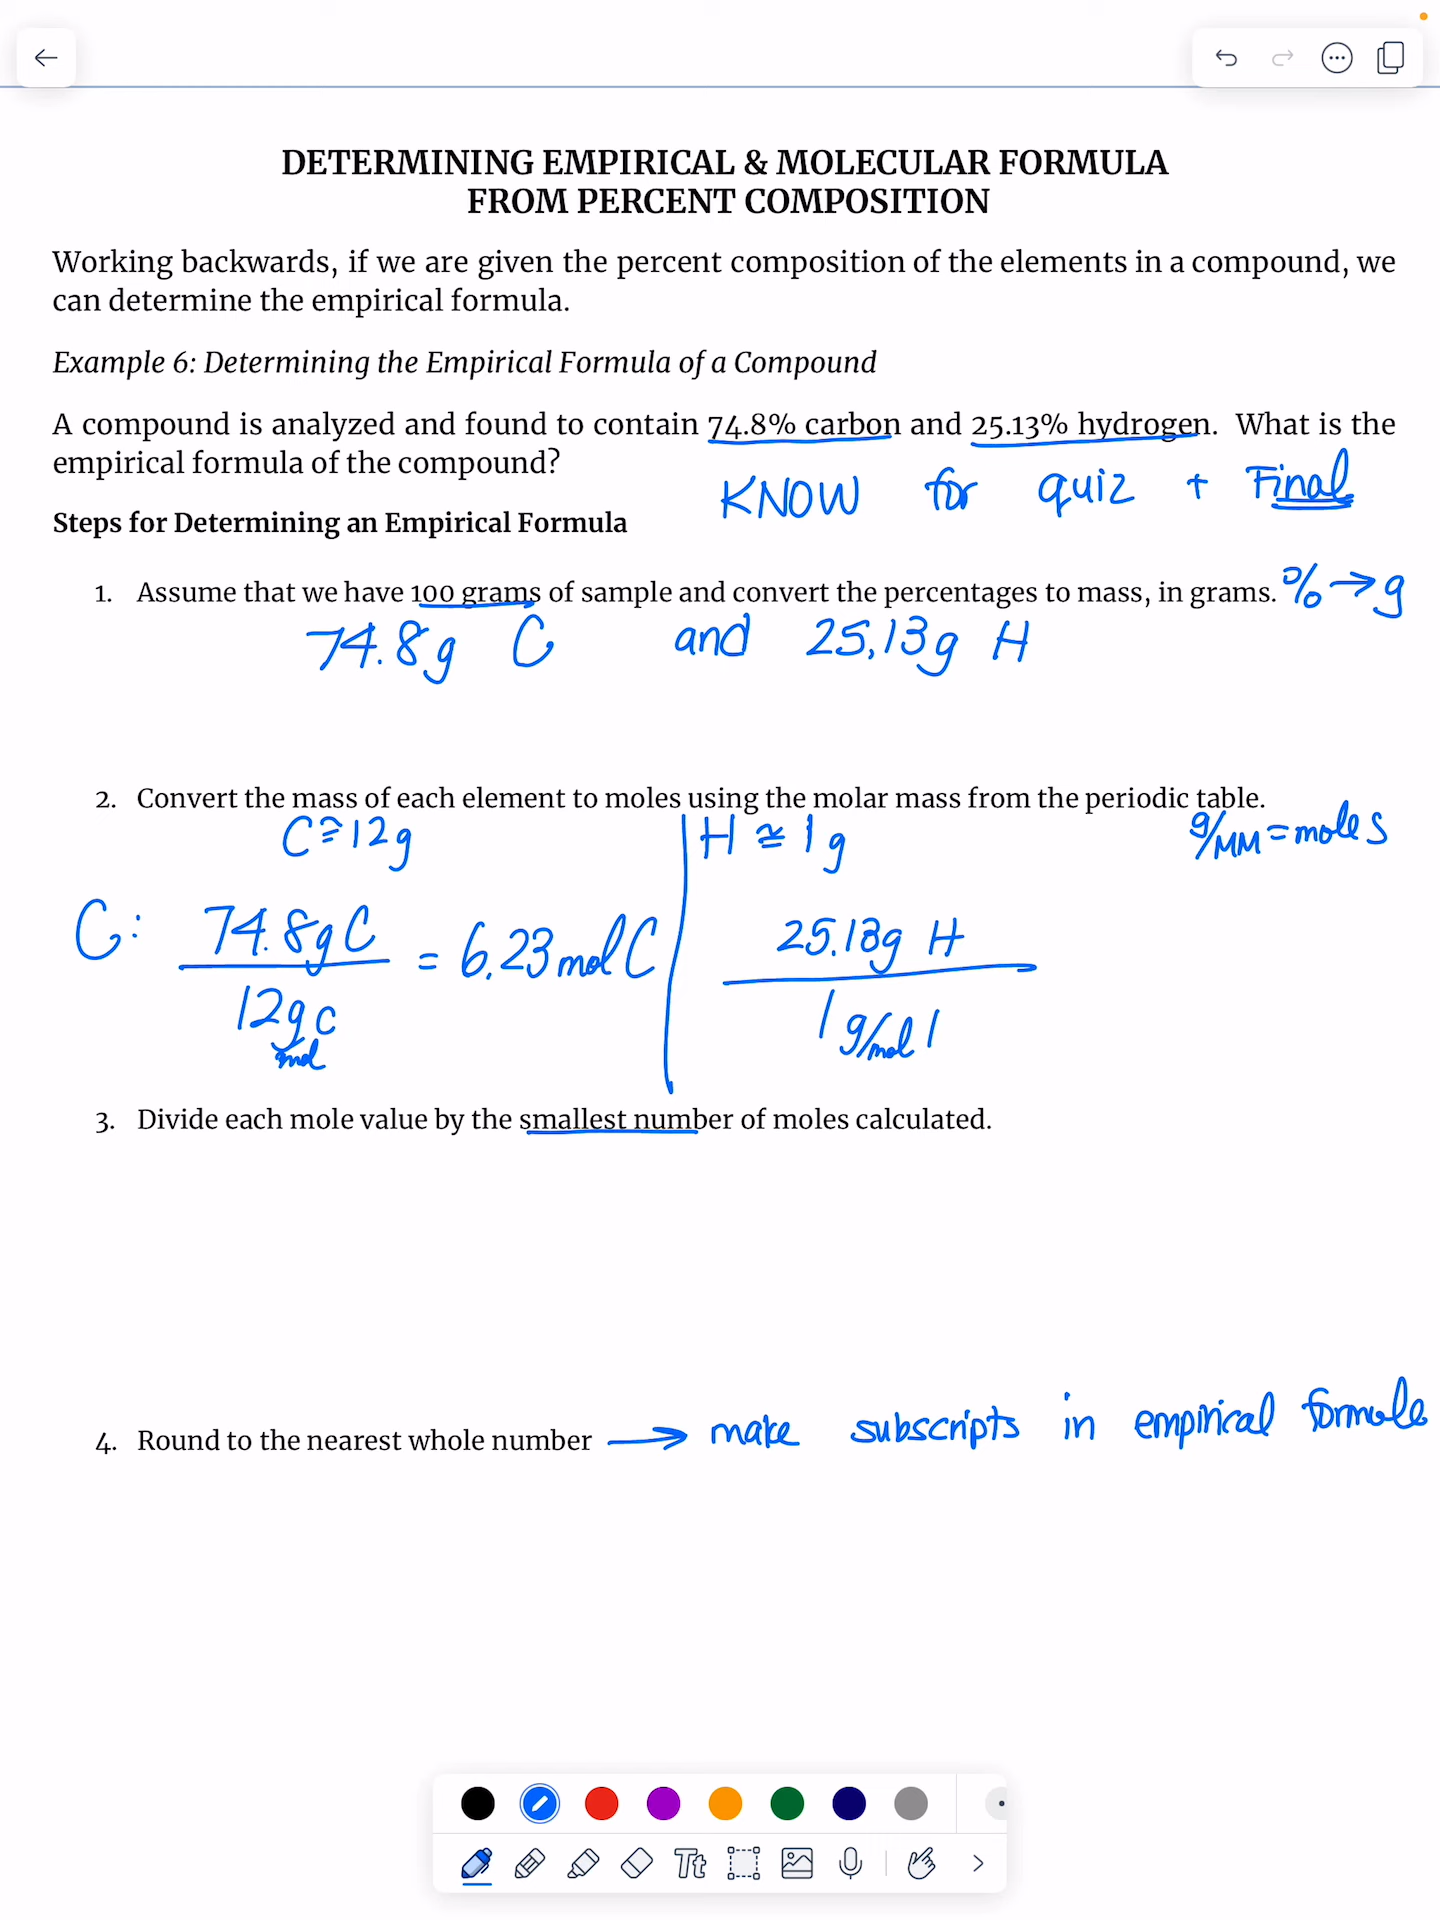 DETERMINING EMPIRICAL & MOLECULAR FORMULA
FROM PERCENT COMPOSITION
Working backwards, if we are given the percent composition of the elements in a compound, we
can determine the empirical formula.
Example 6: Determining the Empirical Formula of a Compound
A compound is analyzed and found to contain 74.8% carbon and 25.13% hydrogen. What is the
empirical formula of the compound?
KNOW for quiz + Final
Steps for Determining an Empirical Formula
1. Assume that we have 100 grams of sample and convert the percentages to mass, in grams. % → g
74.8g C and 25.13g H
2. Convert the mass of each element to moles using the molar mass from the periodic table.
C ≅ 12g H ≅ 1g g/MM = moles
C: 74.8g C = 6.23 mol C 25.13g H
12g C 1 g/mol
mol
3. Divide each mole value by the smallest number of moles calculated.
4. Round to the nearest whole number → make subscripts in empirical formula
Tt